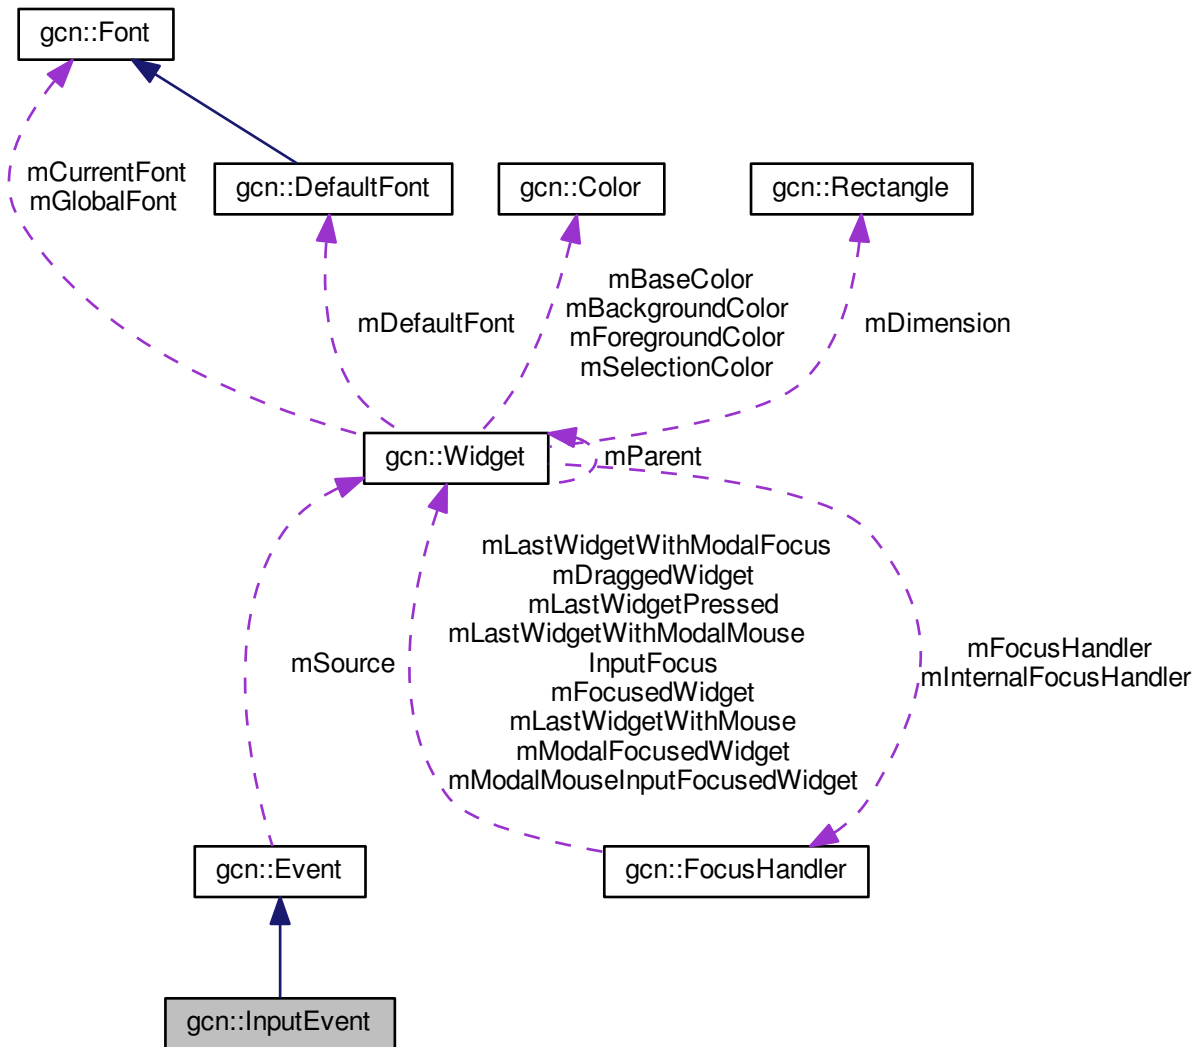 gcn::Font
mCurrentFont
mGlobalFont
gcn::DefaultFont
gcn::Color
gcn::Rectangle
mDefaultFont
mBaseColor
mBackgroundColor
mForegroundColor
mSelectionColor
mDimension
gcn::Widget
mParent
mSource
mLastWidgetWithModalFocus
mDraggedWidget
mLastWidgetPressed
mLastWidgetWithModalMouse
InputFocus
mFocusedWidget
mLastWidgetWithMouse
mModalFocusedWidget
mModalMouseInputFocusedWidget
mFocusHandler
mInternalFocusHandler
gcn::Event
gcn::FocusHandler
gcn::InputEvent